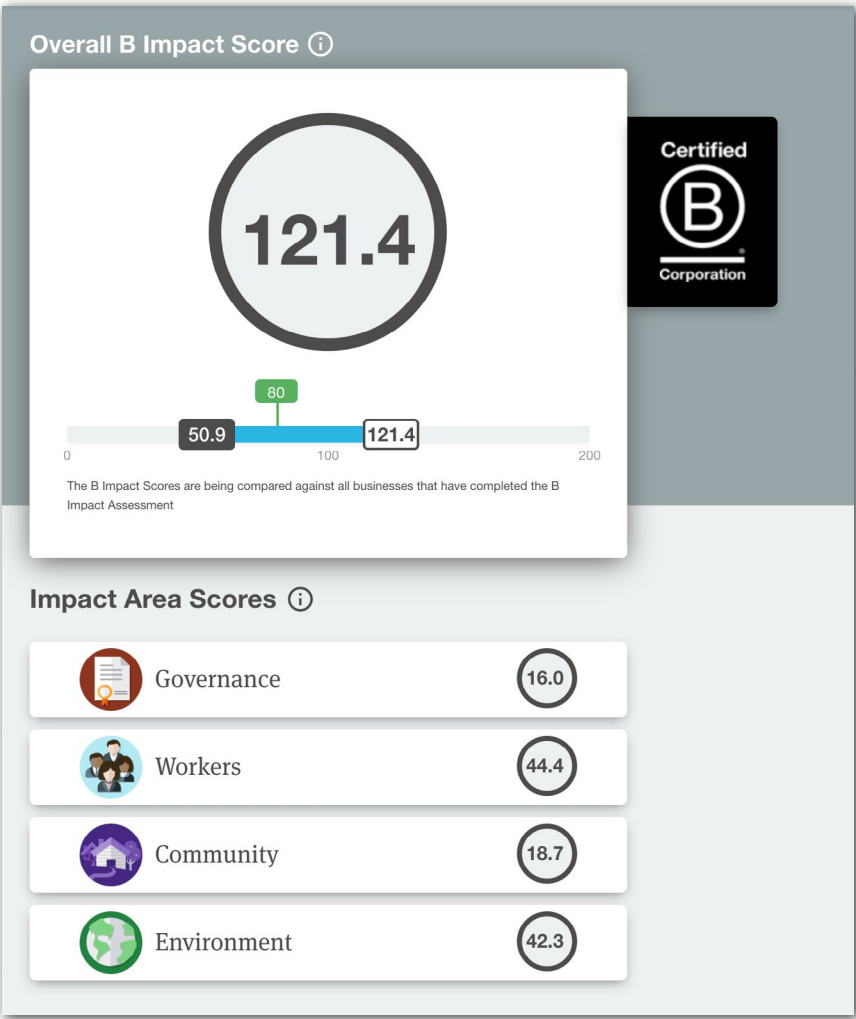 Overall B Impact Score
121.4
Certified
B
®
Corporation
80
50.9
121.4
0
100
200
The B Impact Scores are being compared against all businesses that have completed the B
Impact Assessment
Impact Area Scores
Governance
16.0
Workers
44.4
Community
18.7
Environment
42.3